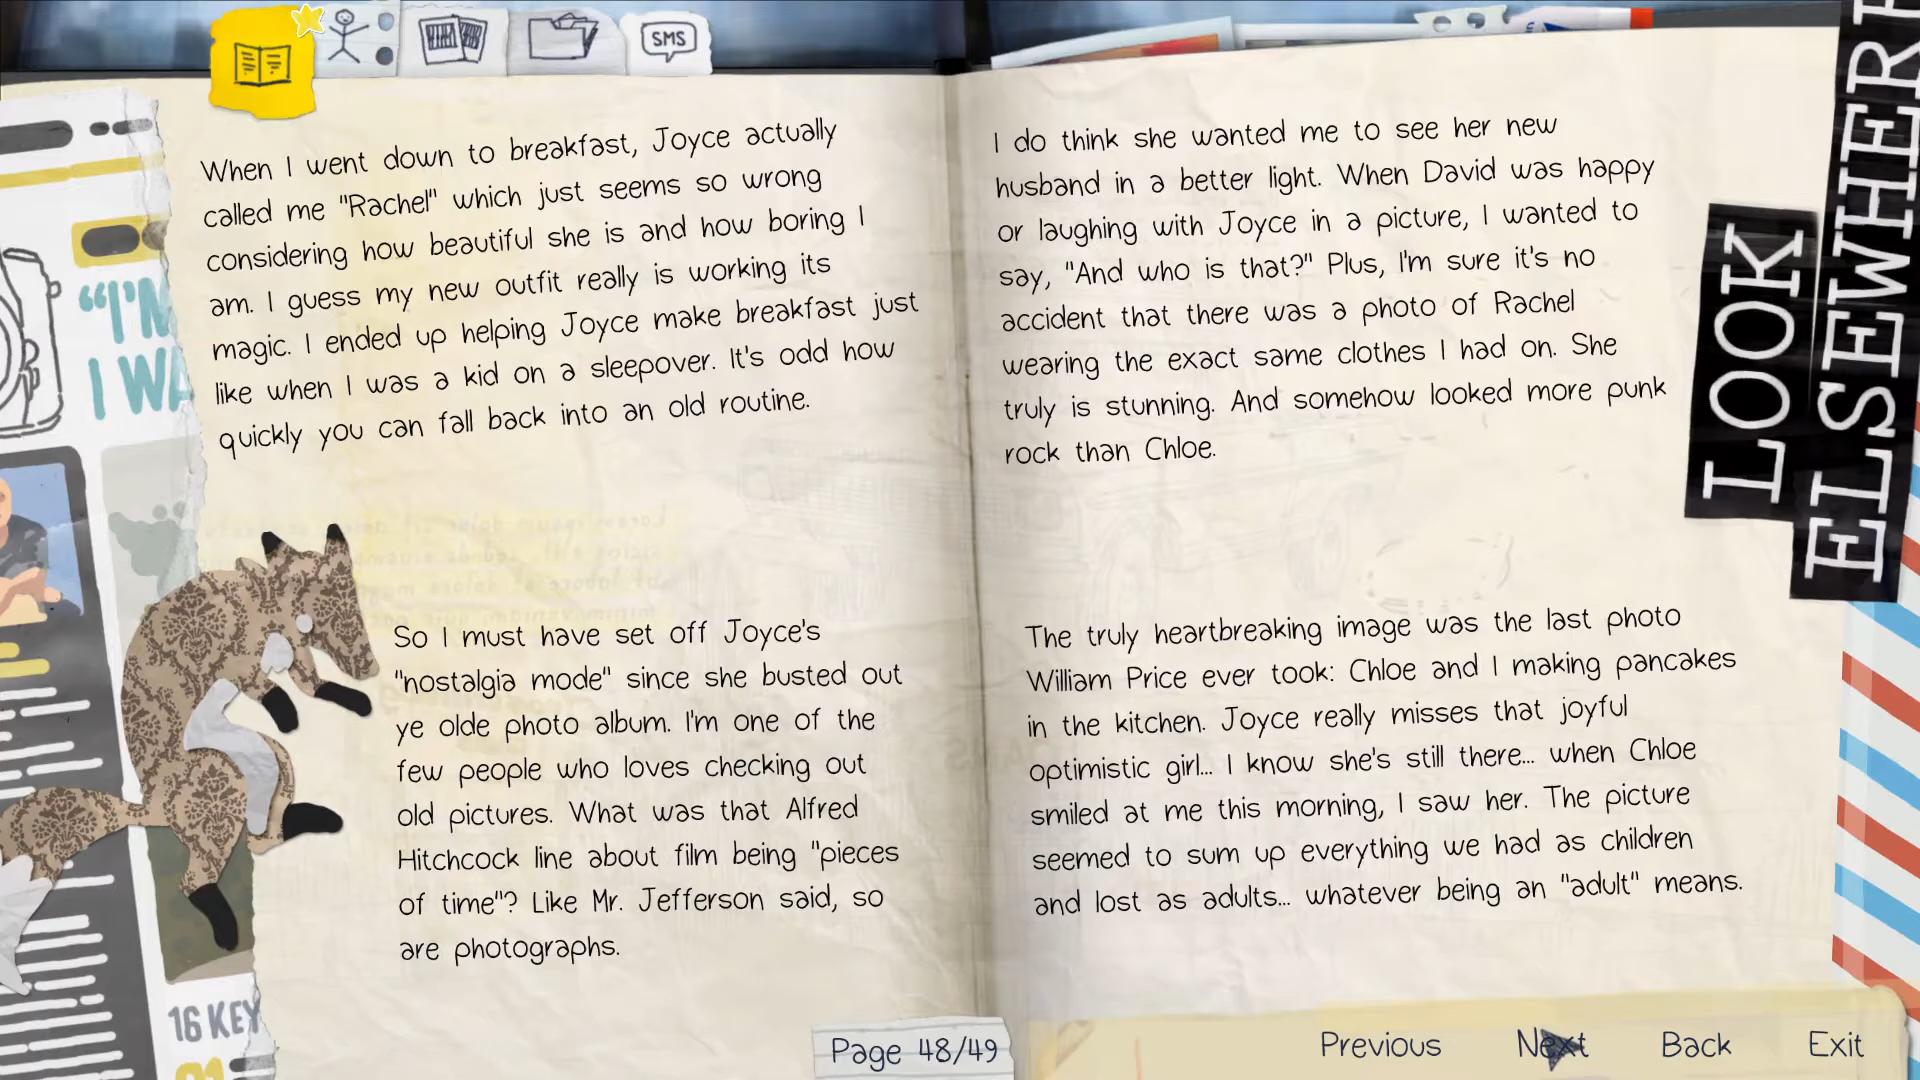 SMS
When I went down to breakfast, Joyce actually
called me "Rachel" which just seems so wrong
considering how beautiful she is and how boring I
am. I guess my new outfit really is working its
magic. I ended up helping Joyce make breakfast just
like when I was a kid on a sleepover. It's odd how
quickly you can fall back into an old routine.
So I must have set off Joyce's
"nostalgia mode" since she busted out
ye olde photo album. I'm one of the
few people who loves checking out
old pictures. What was that Alfred
Hitchcock line about film being "pieces
of time"? Like Mr. Jefferson said, so
are photographs.
I do think she wanted me to see her new
husband in a better light. When David was happy
or laughing with Joyce in a picture, I wanted to
say, "And who is that?" Plus, I'm sure it's no
accident that there was a photo of Rachel
wearing the exact same clothes I had on. She
truly is stunning. And somehow looked more punk
rock than Chloe.
The truly heartbreaking image was the last photo
William Price ever took: Chloe and I making pancakes
in the kitchen. Joyce really misses that joyful
optimistic girl... I know she's still there... when Chloe
smiled at me this morning, I saw her. The picture
seemed to sum up everything we had as children
and lost as adults... whatever being an "adult" means.
LOOK
ELSEWHERE
"I'M
I WA
16 KEY
Page 48/49
Previous
Next
Back
Exit